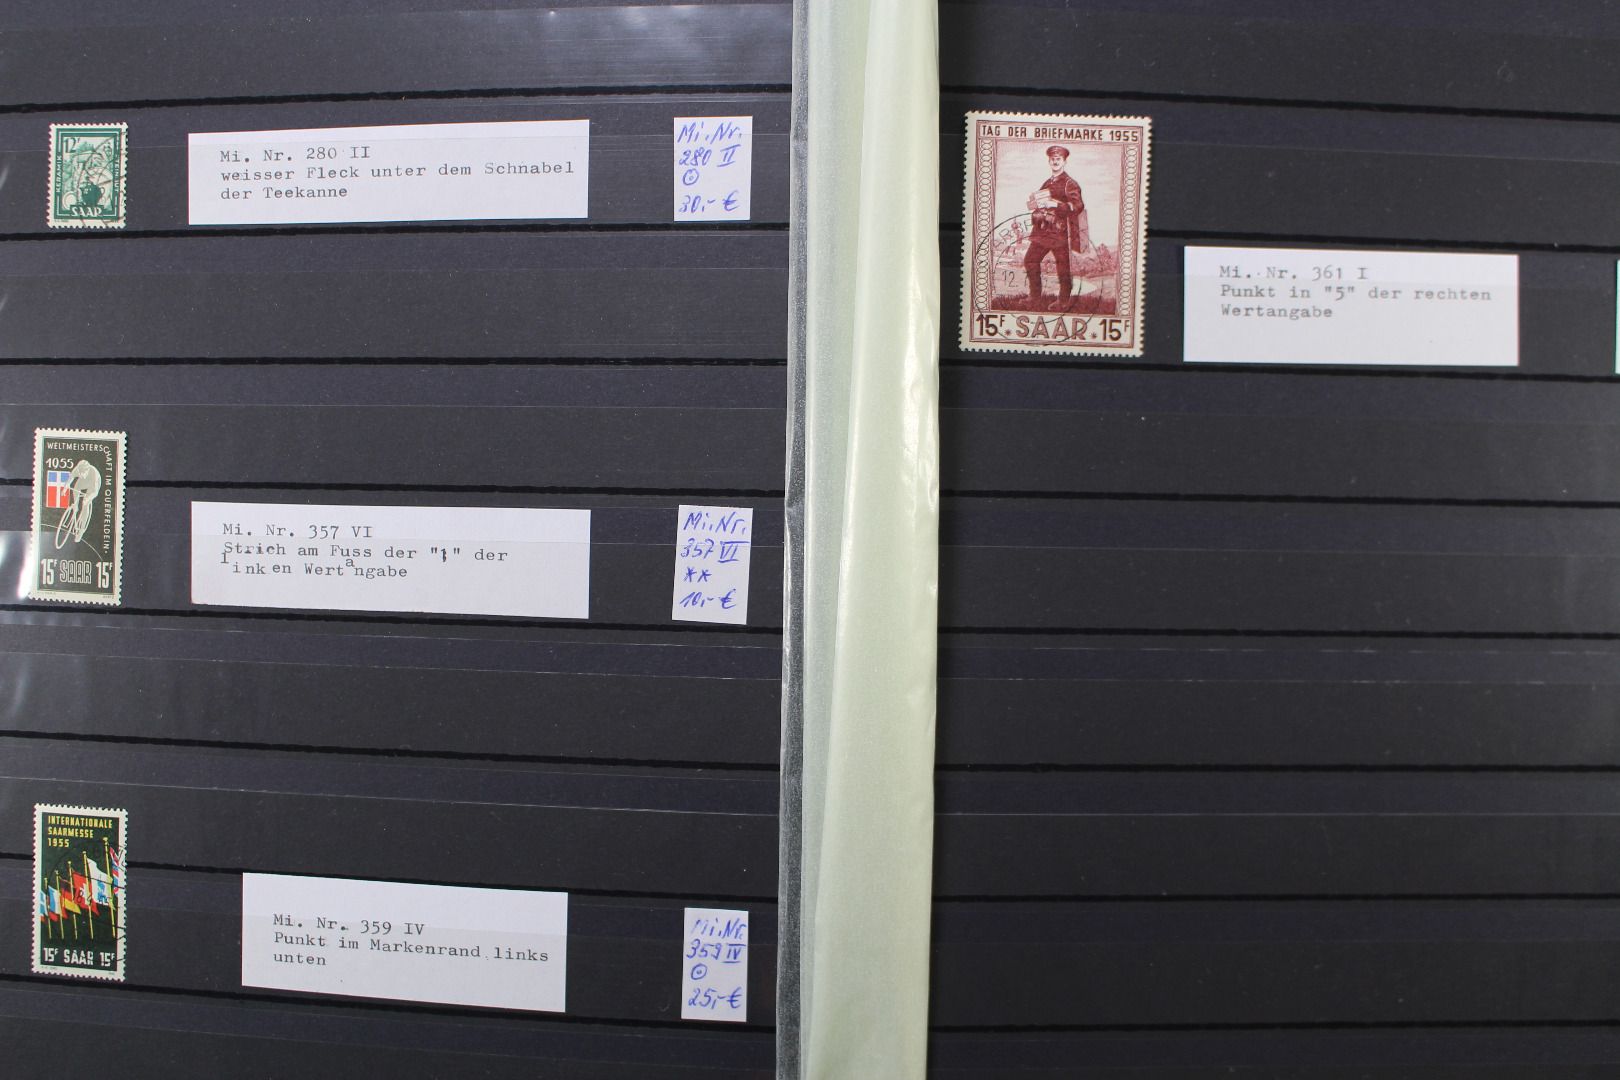 12F
KERAMIK
SAAR
Mi. Nr. 280 II
weisser Fleck unter dem Schnabel
der Teekanne
Mi. Nr.
280 II
30,- €
WELTMEISTERSCHAFT IM QUERFELDEIN-
1955
15F SAAR 15F
Mi. Nr. 357 VI
Strich am Fuss der "1" der
linken Wertangabe
Mi. Nr.
357 VI
**
10,- €
INTERNATIONALE
SAARMESSE
1955
15F SAAR 15F
Mi. Nr. 359 IV
Punkt im Markenrand links
unten
Mi. Nr.
359 IV
25,- €
TAG DER BRIEFMARKE 1955
12.
15F * SAAR * 15F
Mi. Nr. 361 I
Punkt in "5" der rechten
Wertangabe